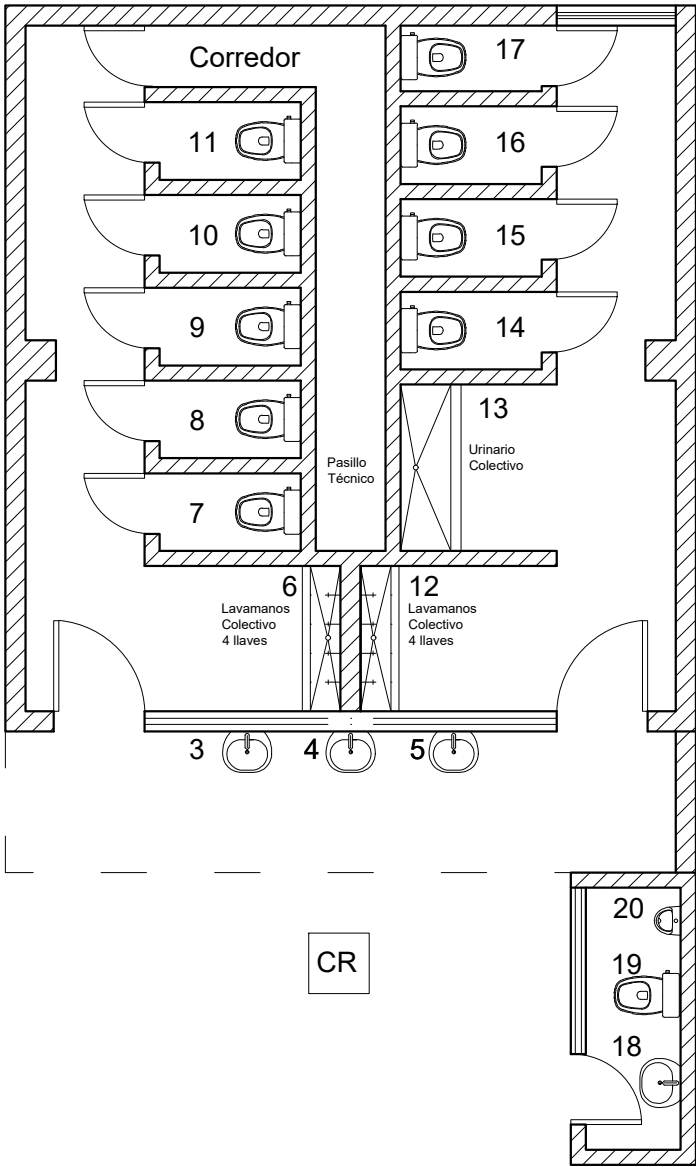 Corredor
17
11
16
10
15
9
14
8
13
Urinario
Colectivo
Pasillo
Técnico
7
6
Lavamanos
Colectivo
4 llaves
12
Lavamanos
Colectivo
4 llaves
3
4
5
20
CR
19
18